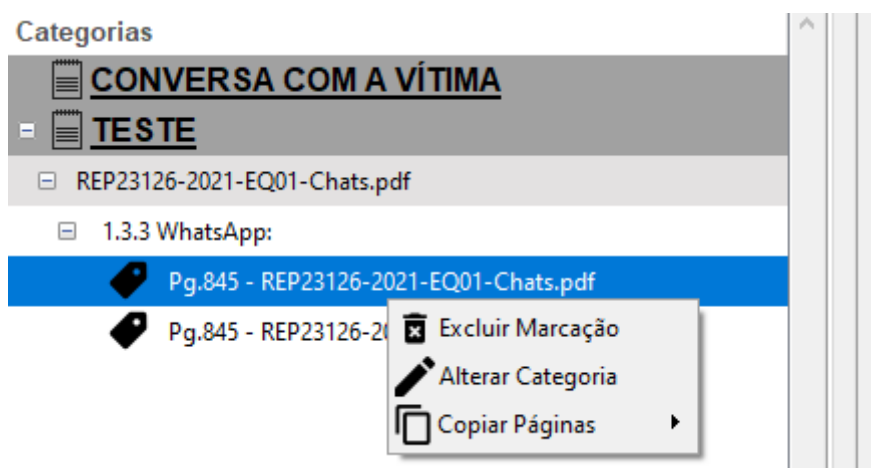 Categorias
CONVERSA COM A VÍTIMA
TESTE
REP23126-2021-EQ01-Chats.pdf
1.3.3 WhatsApp:
Pg.845 - REP23126-2021-EQ01-Chats.pdf
Pg.845 - REP23126-
Excluir Marcação
Alterar Categoria
Copiar Páginas